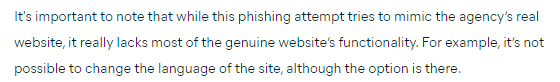 It's important to note that while this phishing attempt tries to mimic the agency's real
website, it really lacks most of the genuine website's functionality. For example, it's not
possible to change the language of the site, although the option is there.